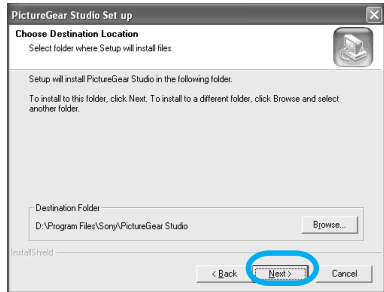 PictureGear Studio Set up
Choose Destination Location
Select folder where Setup will install files.
Setup will install PictureGear Studio in the following folder.
To install to this folder, click Next. To install to a different folder, click Browse and select
another folder.
Destination Folder
D:\Program Files\Sony\PictureGear Studio
Browse...
InstallShield
< Back
Next >
Cancel